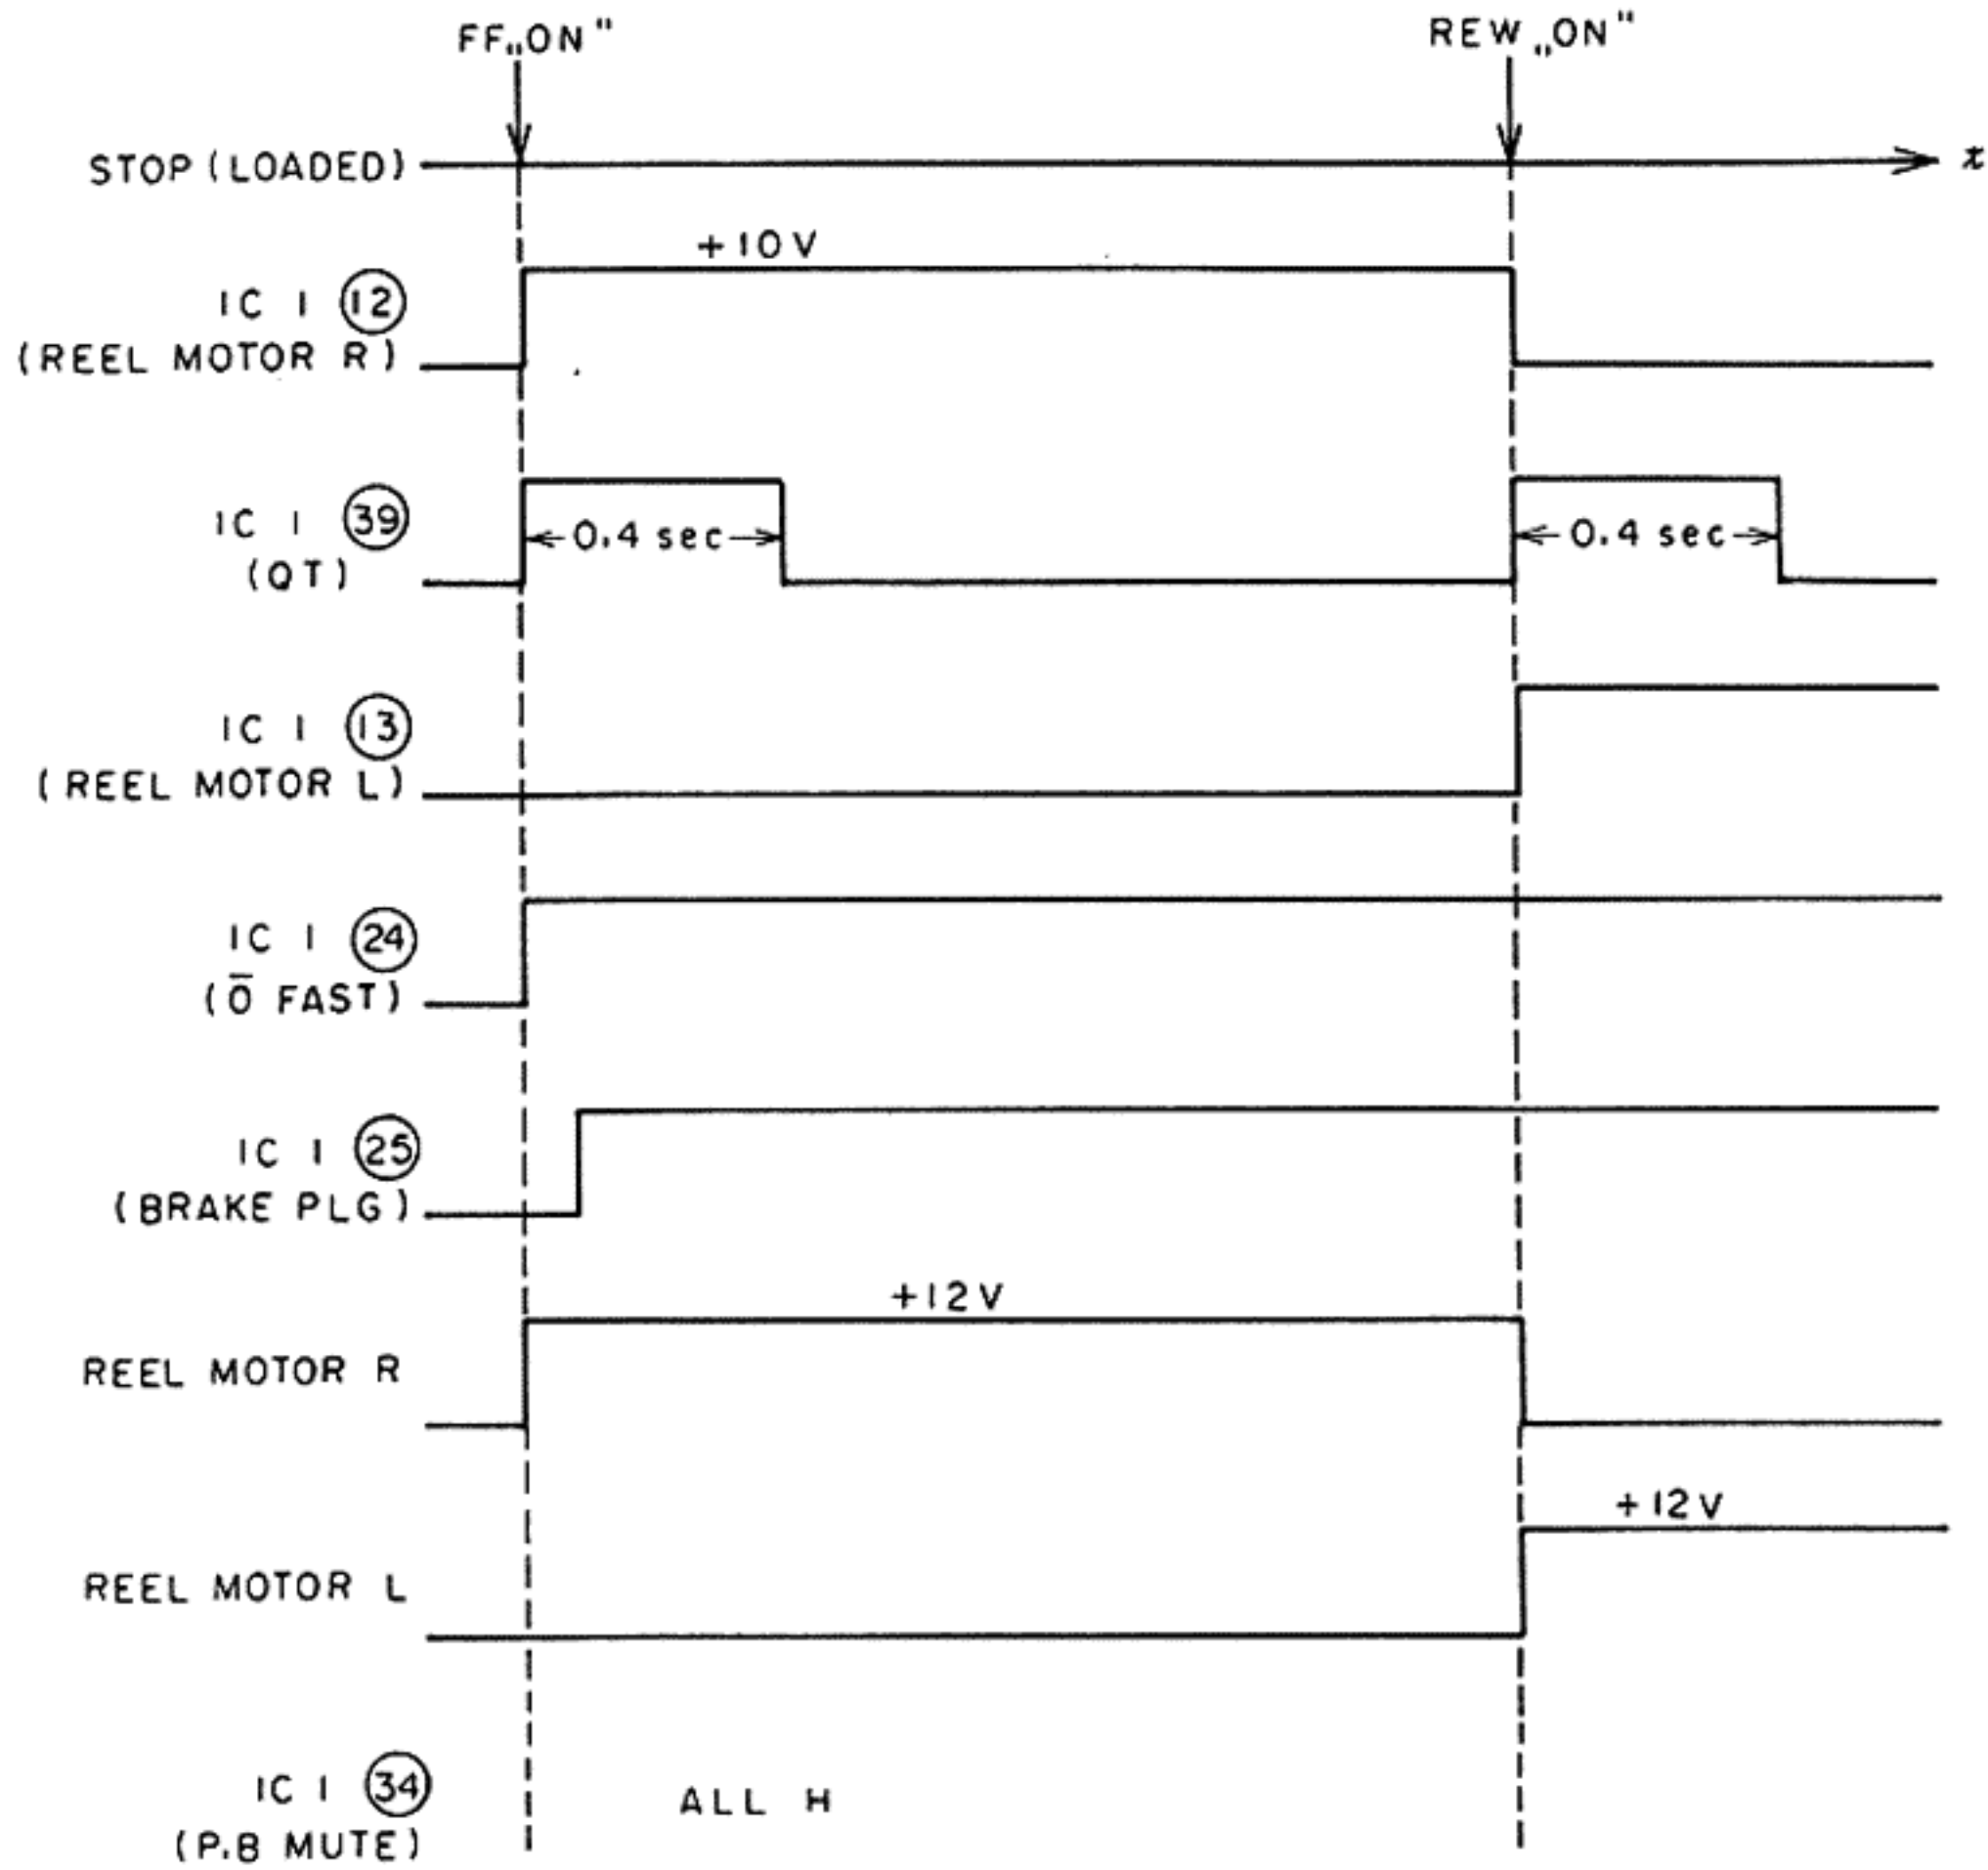 FF „ON"
REW „ON"
STOP (LOADED)
t
+10V
IC 1 12
(REEL MOTOR R)
IC 1 39
(QT)
0.4 sec
0.4 sec
IC 1 13
(REEL MOTOR L)
IC 1 24
(O̅ FAST)
IC 1 25
(BRAKE PLG)
+12V
REEL MOTOR R
+12V
REEL MOTOR L
IC 1 34
(P.B MUTE)
ALL H